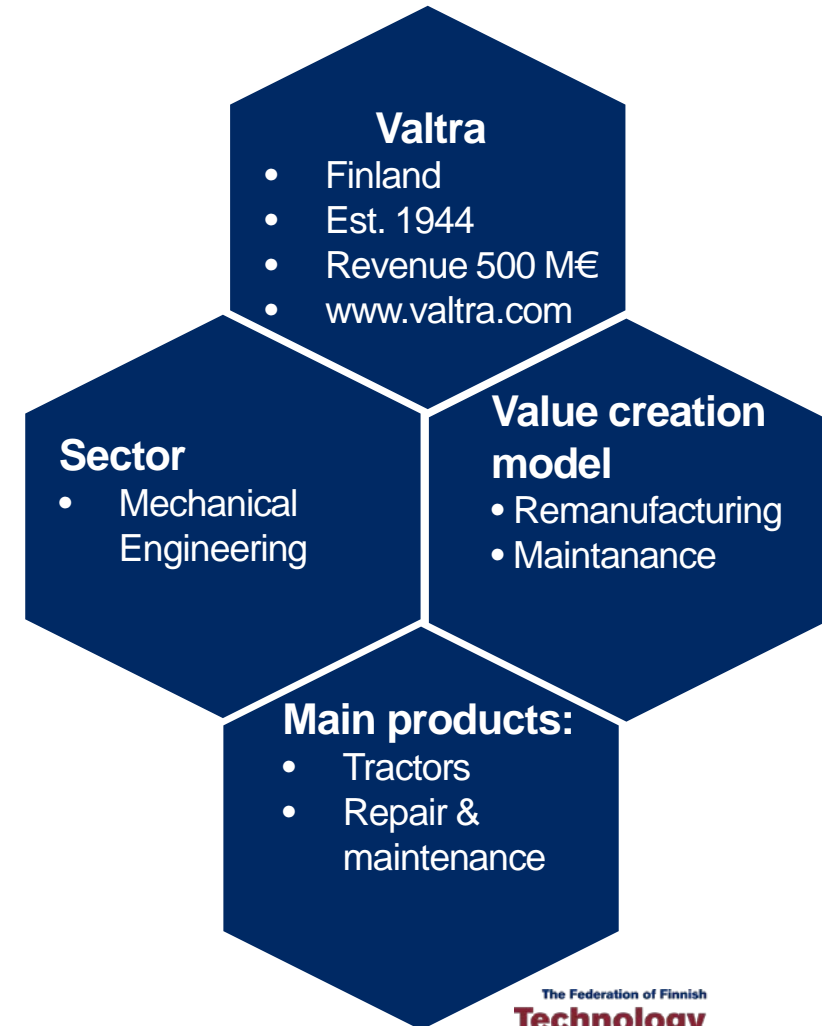 Valtra
• Finland
• Est. 1944
• Revenue 500 M€
• www.valtra.com
Sector
• Mechanical
Engineering
Value creation
model
• Remanufacturing
• Maintanance
Main products:
• Tractors
• Repair &
maintenance
The Federation of Finnish
Technology